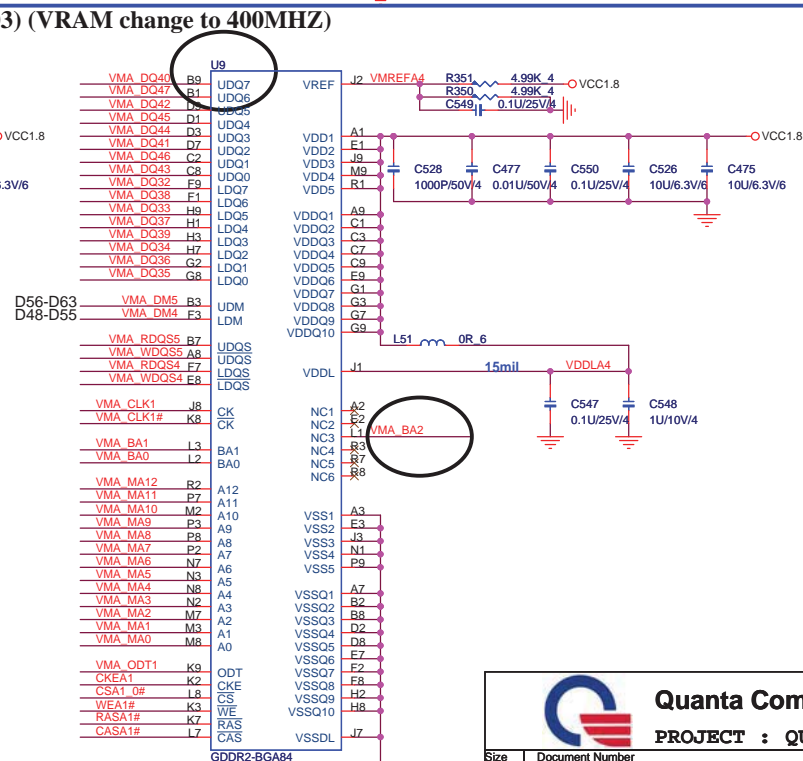 3) (VRAM change to 400MHZ)
U9
VMA_DQ40 B9 UDQ7 VREF J2 VMREFA4 R351 4.99K_4 VCC1.8
VMA_DQ47 B1 UDQ6 R350 4.99K_4
VMA_DQ42 UDQ5 C549 0.1U/25V/4
VMA_DQ45 D1 UDQ4
VCC1.8 VMA_DQ44 D3 UDQ3 VDD1 A1 VCC1.8
VMA_DQ41 D7 UDQ2 VDD2 E1
VMA_DQ46 C2 UDQ1 VDD3 J9
VMA_DQ43 C8 UDQ0 VDD4 M9
C528 C477 C550 C526 C475
.3V/6 VMA_DQ32 F9 LDQ7 VDD5 R1 1000P/50V/4 0.01U/50V/4 0.1U/25V/4 10U/6.3V/6 10U/6.3V/6
VMA_DQ38 F1 LDQ6
VMA_DQ33 H9 LDQ5 VDDQ1 A9
VMA_DQ37 H1 LDQ4 VDDQ2 C1
VMA_DQ39 H3 LDQ3 VDDQ3 C3
VMA_DQ34 H7 LDQ2 VDDQ4 C7
VMA_DQ36 G2 LDQ1 VDDQ5 C9
VMA_DQ35 G8 LDQ0 VDDQ6 E9
VDDQ7 G1
D56-D63 VMA_DM5 B3 UDM VDDQ8 G3
D48-D55 VMA_DM4 F3 LDM VDDQ9 G7
VDDQ10 G9
VMA_RDQS5 B7 UDQS L51 0R_6
VMA_WDQS5 A8 UDQS
VMA_RDQS4 F7 LDQS VDDL J1 15mil VDDLA4
VMA_WDQS4 E8 LDQS
VMA_CLK1 J8 CK NC1 A2 C547 C548
VMA_CLK1# K8 CK NC2 E2 0.1U/25V/4 1U/10V/4
NC3 L1 VMA_BA2
VMA_BA1 L3 BA1 NC4 R3
VMA_BA0 L2 BA0 NC5 R7
NC6 R8
VMA_MA12 R2 A12
VMA_MA11 P7 A11
VMA_MA10 M2 A10 VSS1 A3
VMA_MA9 P3 A9 VSS2 E3
VMA_MA8 P8 A8 VSS3 J3
VMA_MA7 P2 A7 VSS4 N1
VMA_MA6 N7 A6 VSS5 P9
VMA_MA5 N3 A5
VMA_MA4 N8 A4 VSSQ1 A7
VMA_MA3 N2 A3 VSSQ2 B2
VMA_MA2 M7 A2 VSSQ3 B8
VMA_MA1 M3 A1 VSSQ4 D2
VMA_MA0 M8 A0 VSSQ5 D8
VSSQ6 E7
VMA_ODT1 K9 ODT VSSQ7 F2
CKEA1 K2 CKE VSSQ8 F8
CSA1_0# L8 CS VSSQ9 H2
WEA1# K3 WE VSSQ10 H8
RASA1# K7 RAS
CASA1# L7 CAS VSSDL J7
GDDR2-BGA84
Quanta Com
PROJECT : QU
Size Document Number